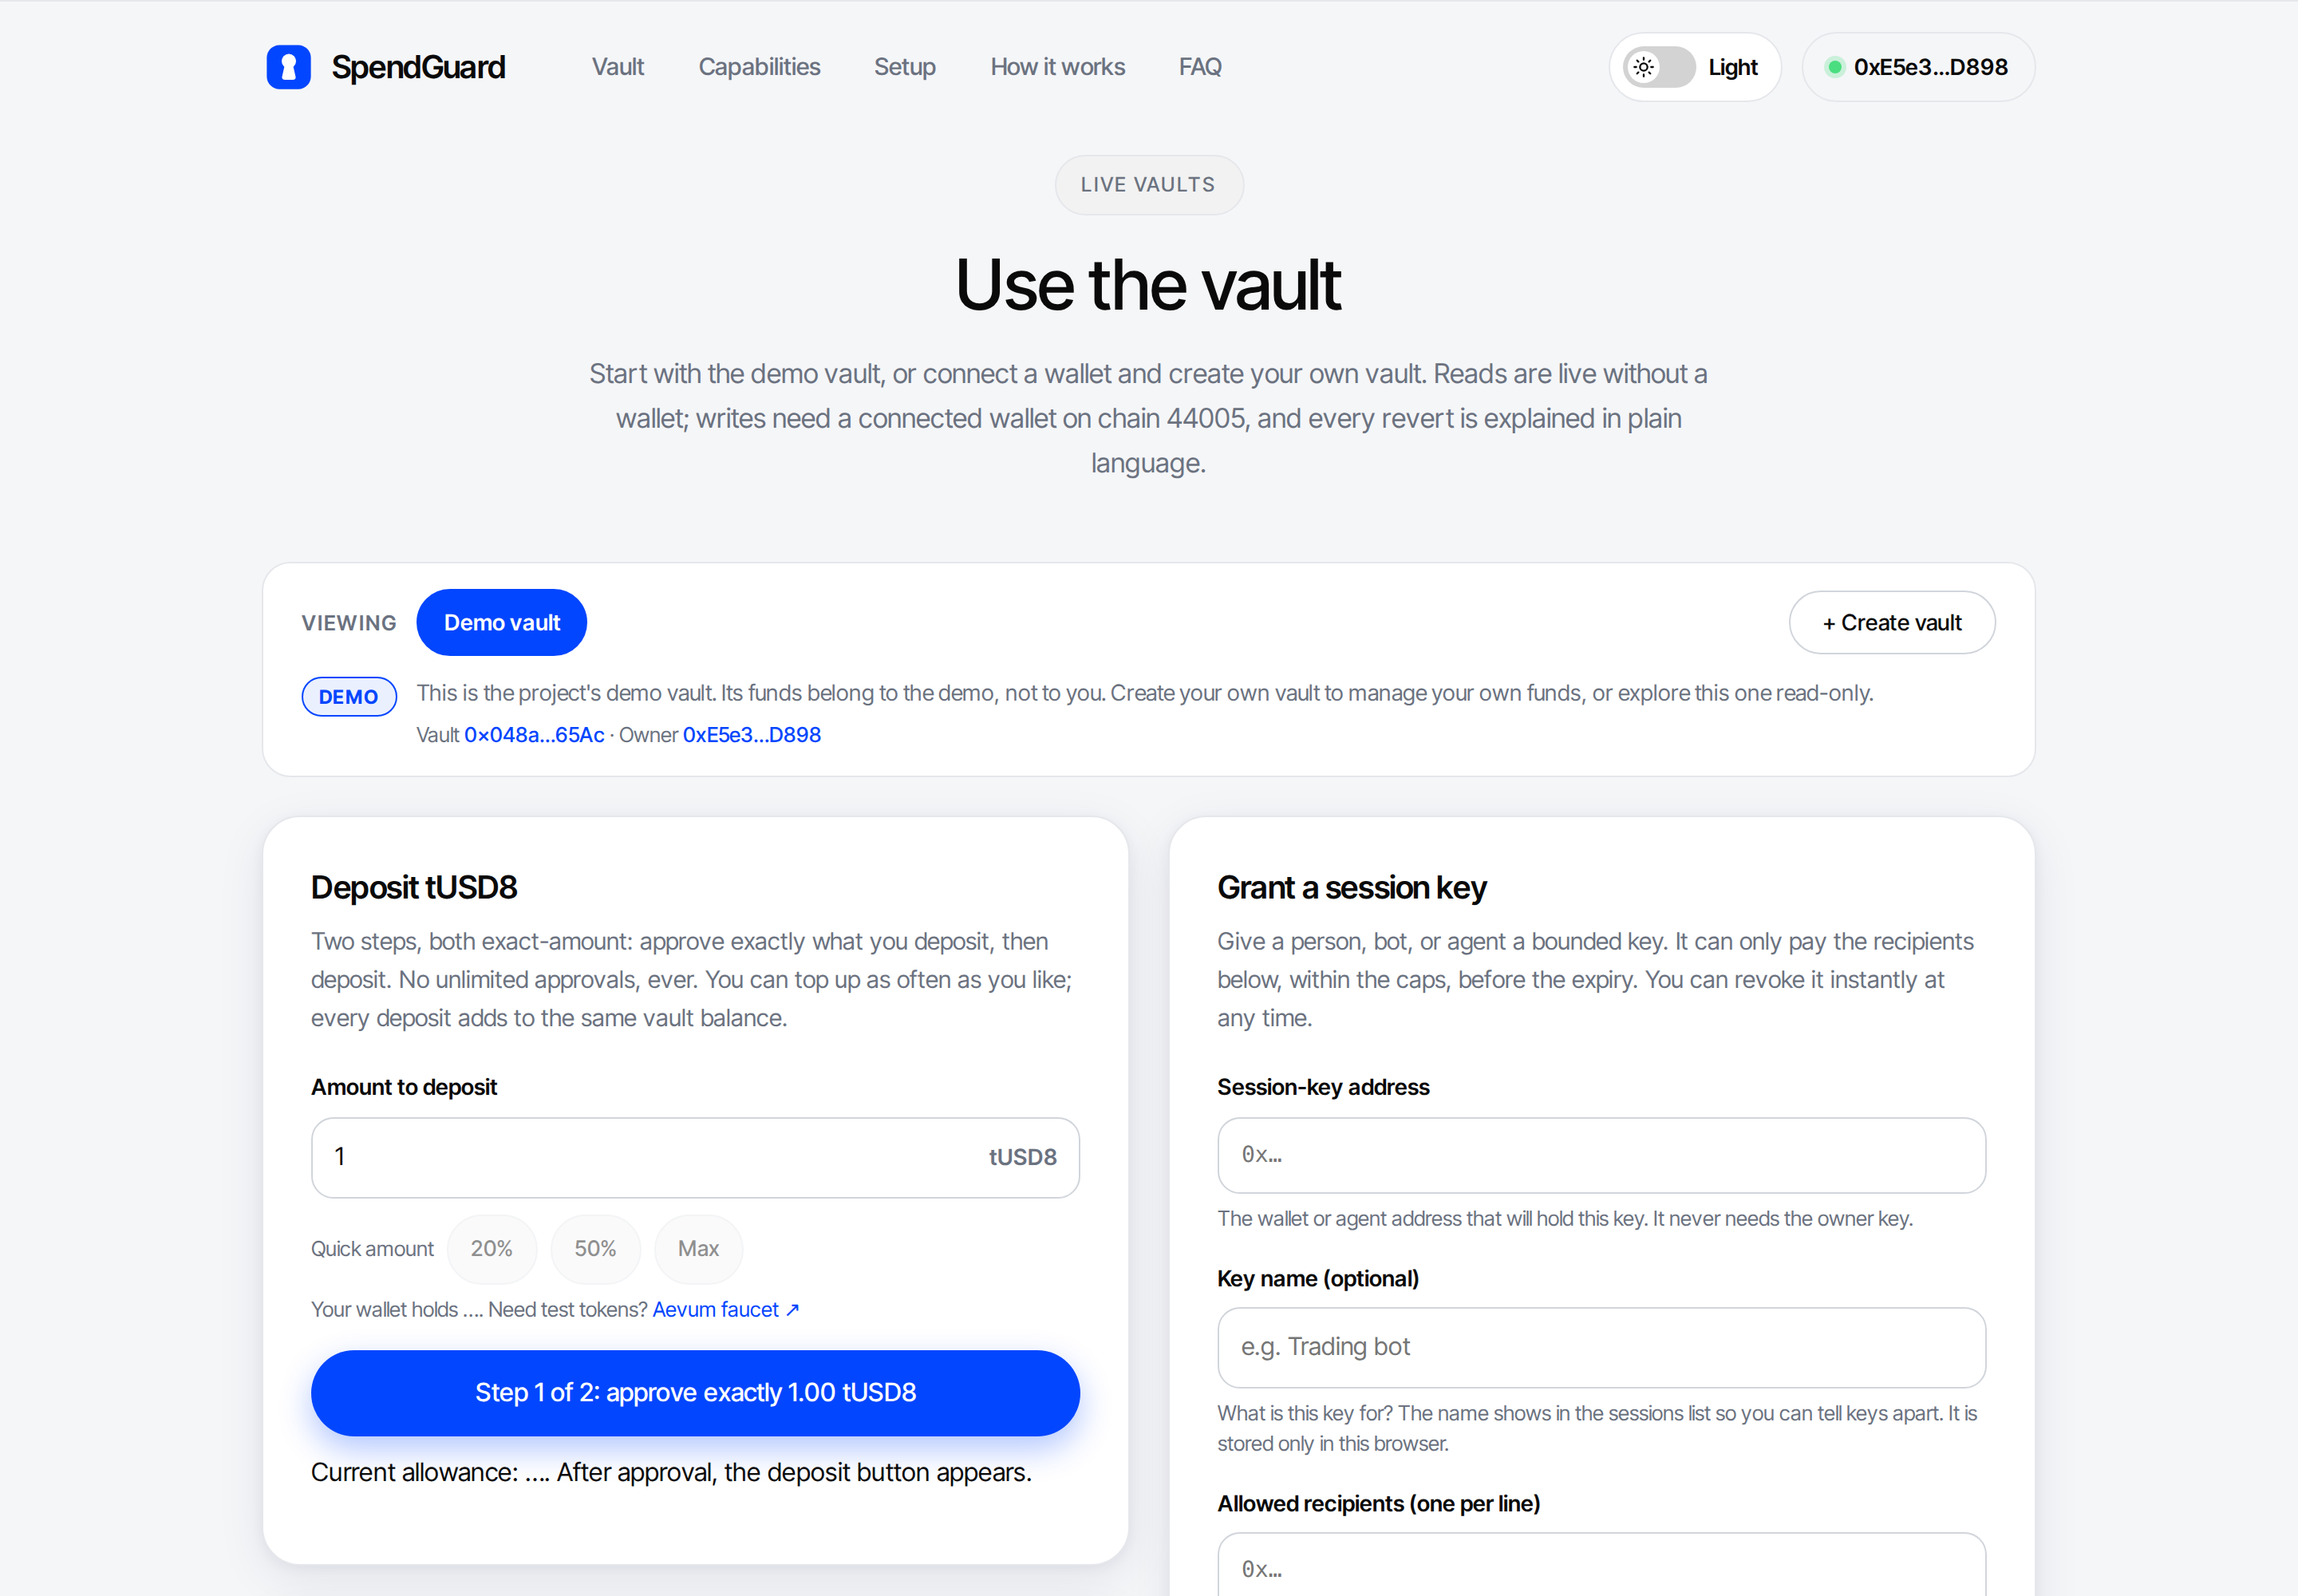 SpendGuard
Vault
Capabilities
Setup
How it works
FAQ
Light
0xE5e3...D898
LIVE VAULTS
Use the vault
Start with the demo vault, or connect a wallet and create your own vault. Reads are live without a
wallet; writes need a connected wallet on chain 44005, and every revert is explained in plain
language.
VIEWING
Demo vault
+ Create vault
DEMO
This is the project's demo vault. Its funds belong to the demo, not to you. Create your own vault to manage your own funds, or explore this one read-only.
Vault 0×048a...65Ac · Owner 0xE5e3...D898
Deposit tUSD8
Two steps, both exact-amount: approve exactly what you deposit, then
deposit. No unlimited approvals, ever. You can top up as often as you like;
every deposit adds to the same vault balance.
Amount to deposit
1
tUSD8
Quick amount
20%
50%
Max
Your wallet holds .... Need test tokens? Aevum faucet ↗
Step 1 of 2: approve exactly 1.00 tUSD8
Current allowance: .... After approval, the deposit button appears.
Grant a session key
Give a person, bot, or agent a bounded key. It can only pay the recipients
below, within the caps, before the expiry. You can revoke it instantly at
any time.
Session-key address
0x…
The wallet or agent address that will hold this key. It never needs the owner key.
Key name (optional)
e.g. Trading bot
What is this key for? The name shows in the sessions list so you can tell keys apart. It is
stored only in this browser.
Allowed recipients (one per line)
0x…